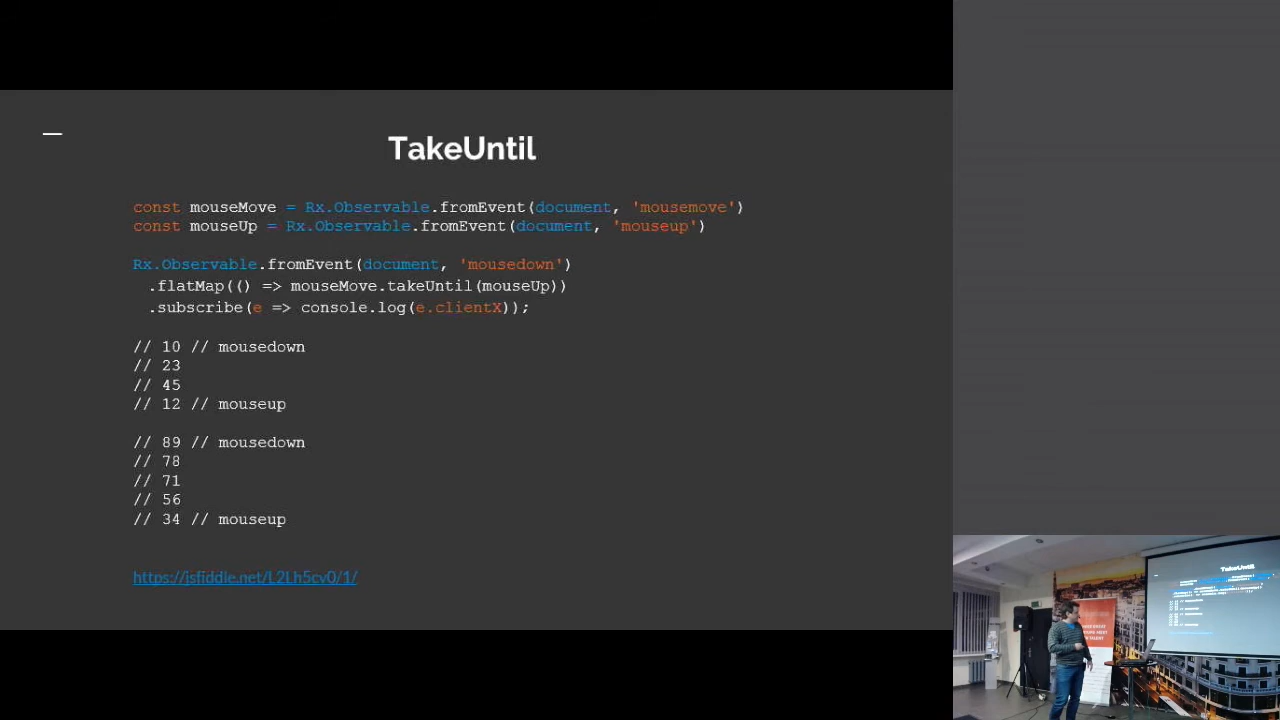 TakeUntil
const mouseMove = Rx.Observable.fromEvent(document, 'mousemove')
const mouseUp = Rx.Observable.fromEvent(document, 'mouseup')
Rx.Observable.fromEvent(document, 'mousedown')
.flatMap(() => mouseMove.takeUntil(mouseUp))
.subscribe(e => console.log(e.clientX));
// 10 // mousedown
// 23
// 45
// 12 // mouseup
// 89 // mousedown
// 78
// 71
// 56
// 34 // mouseup
https://jsfiddle.net/L2Lh5cv0/1/
TakeUntil